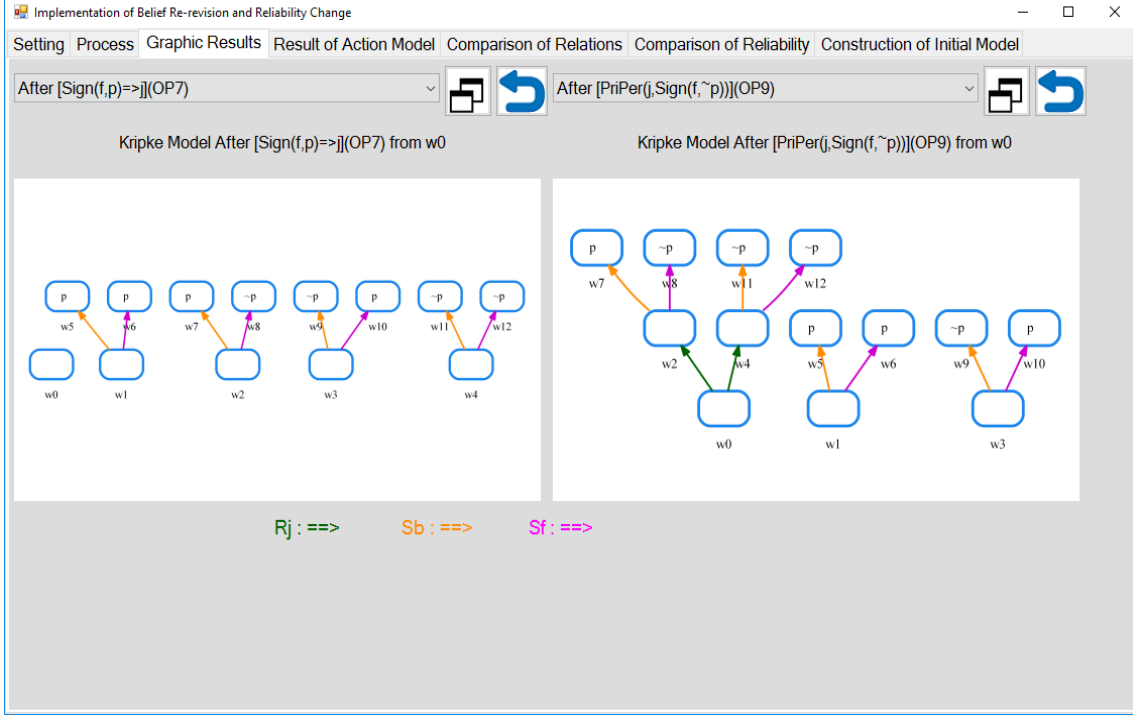 Implementation of Belief Re-revision and Reliability Change
Setting Process Graphic Results Result of Action Model Comparison of Relations Comparison of Reliability Construction of Initial Model
After [Sign(f,p)=>j](OP7) After [PriPer(j,Sign(f,~p))](OP9)
Kripke Model After [Sign(f,p)=>j](OP7) from w0 Kripke Model After [PriPer(j,Sign(f,~p))](OP9) from w0
p p p ~p ~p p ~p ~p
w5 w6 w7 w8 w9 w10 w11 w12
w0 w1 w2 w3 w4
p ~p ~p ~p
w7 w8 w11 w12
p p ~p p
w2 w4 w5 w6 w9 w10
w0 w1 w3
Rj : ==> Sb : ==> Sf : ==>